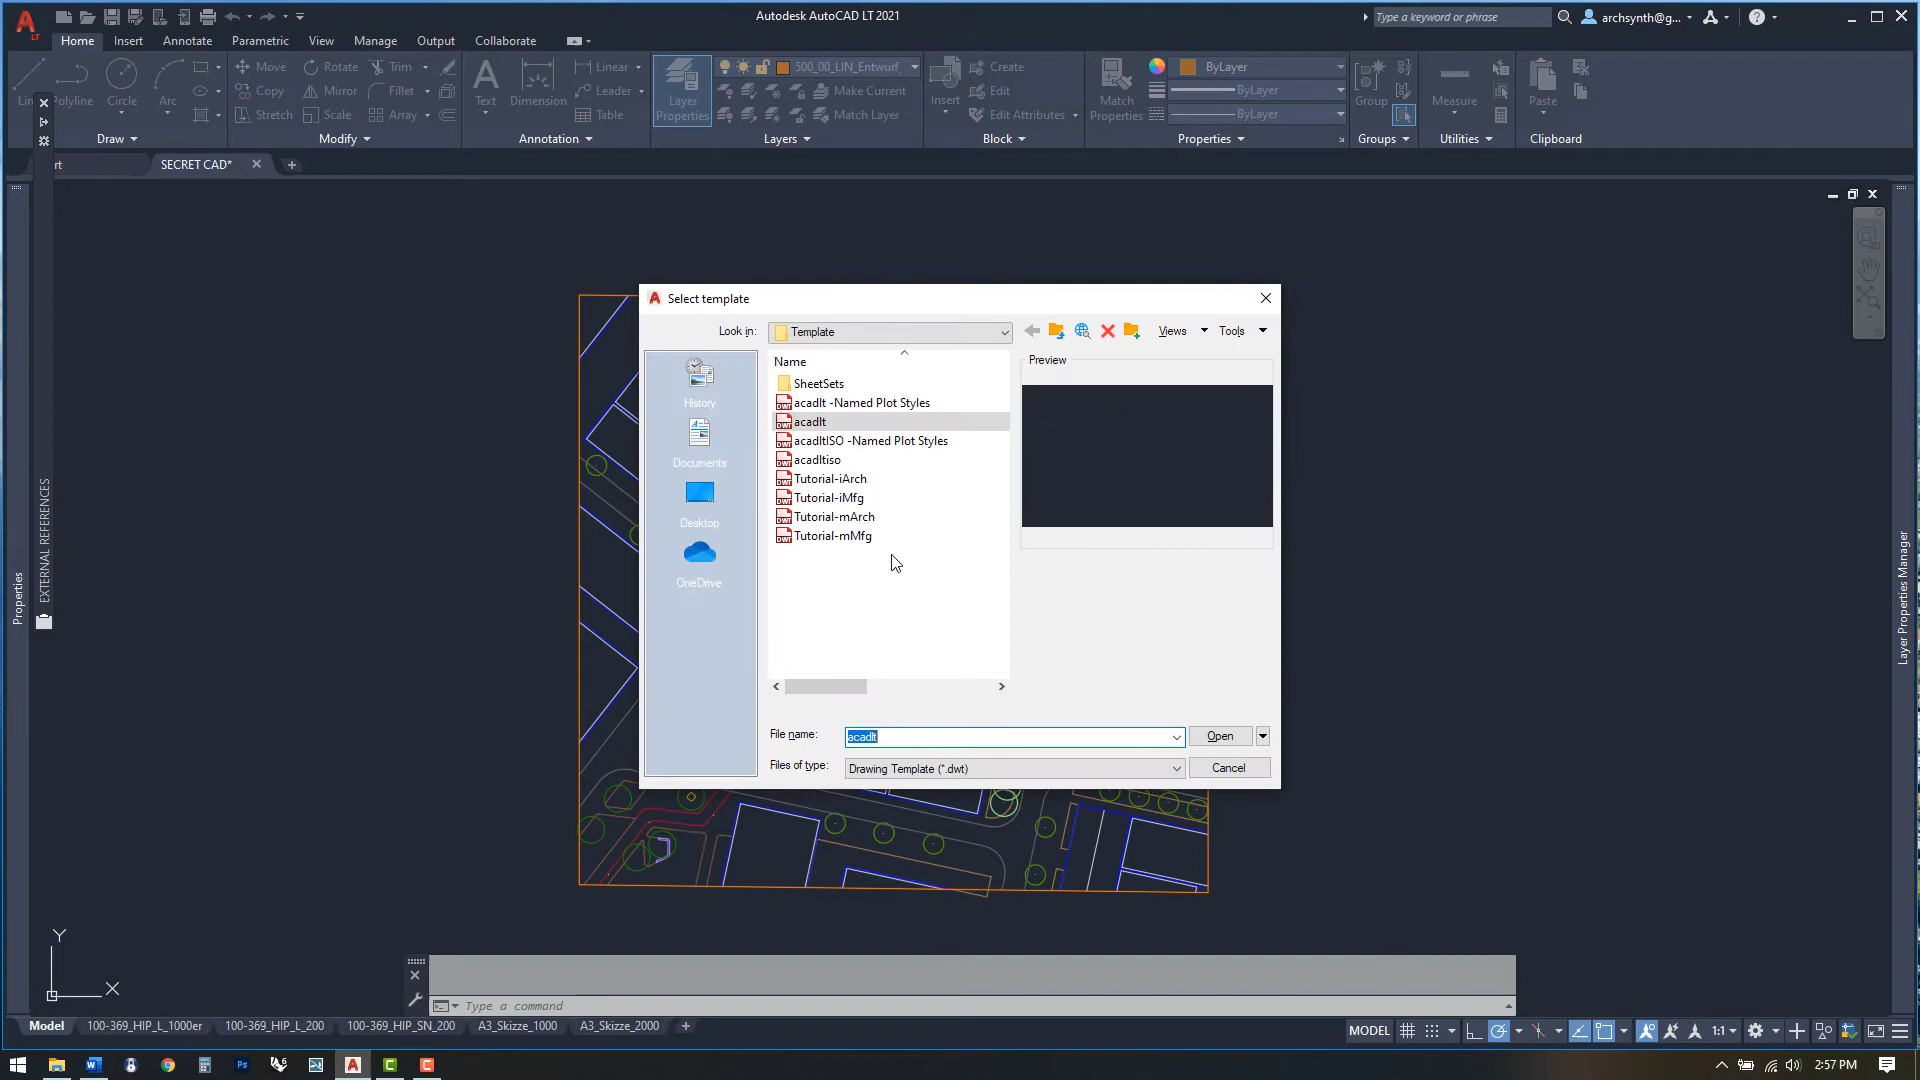 Autodesk AutoCAD LT 2021
Type a keyword or phrase
archsynth@g...
LT
Home Insert Annotate Parametric View Manage Output Collaborate
Polyline
Circle
Arc
Move
Copy
Stretch
Rotate
Mirror
Scale
Trim
Fillet
Array
Text
Dimension
Linear
Leader
Table
Layer
Properties
500_00_LIN_Entwurf_
Make Current
Match Layer
Insert
Create
Edit
Edit Attributes
Match
Properties
ByLayer
ByLayer
ByLayer
Group
Measure
Paste
Draw Modify Annotation Layers Block Properties Groups Utilities Clipboard
SECRET CAD*
Select template
Look in:
Template
Views
Tools
Name
SheetSets
acadlt -Named Plot Styles
acadlt
acadltISO -Named Plot Styles
acadltiso
Tutorial-iArch
Tutorial-iMfg
Tutorial-mArch
Tutorial-mMfg
History
Documents
Desktop
OneDrive
Preview
File name:
acadlt
Open
Files of type:
Drawing Template (*.dwt)
Cancel
Properties
EXTERNAL REFERENCES
Layer Properties Manager
Y
X
Type a command
Model 100-369_HIP_L_1000er 100-369_HIP_L_200 100-369_HIP_SN_200 A3_Skizze_1000 A3_Skizze_2000
MODEL
1:1
2:57 PM